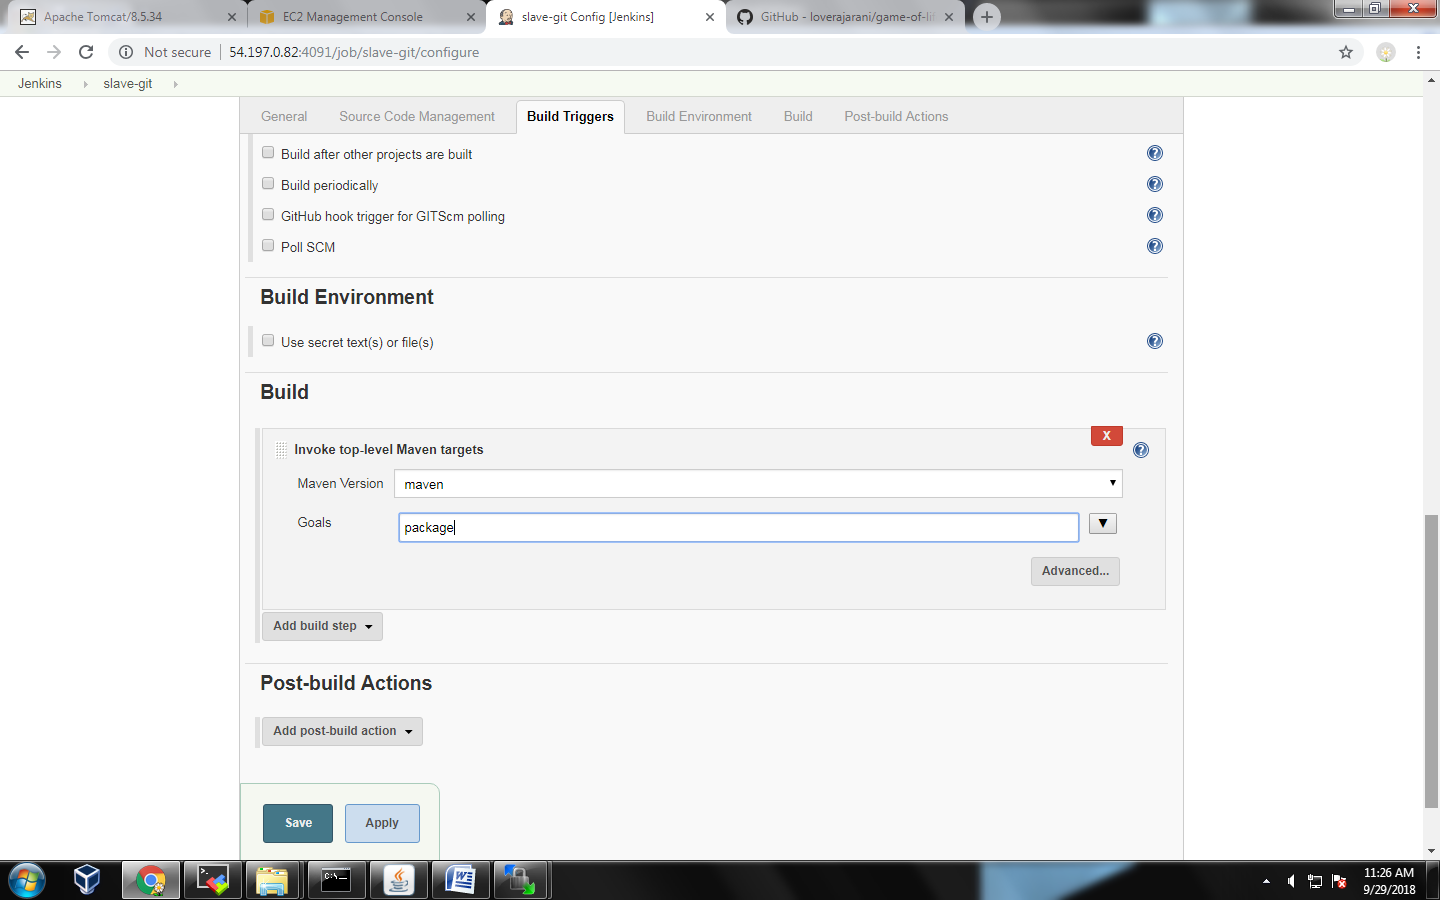 Apache Tomcat/8.5.34
EC2 Management Console
slave-git Config [Jenkins]
GitHub - loverajarani/game-of-li
Not secure
54.197.0.82:4091/job/slave-git/configure
Jenkins
slave-git
General
Source Code Management
Build Triggers
Build Environment
Build
Post-build Actions
Build after other projects are built
Build periodically
GitHub hook trigger for GITScm polling
Poll SCM
Build Environment
Use secret text(s) or file(s)
Build
X
Invoke top-level Maven targets
Maven Version
maven
Goals
package
Advanced...
Add build step
Post-build Actions
Add post-build action
Save
Apply
11:26 AM
9/29/2018